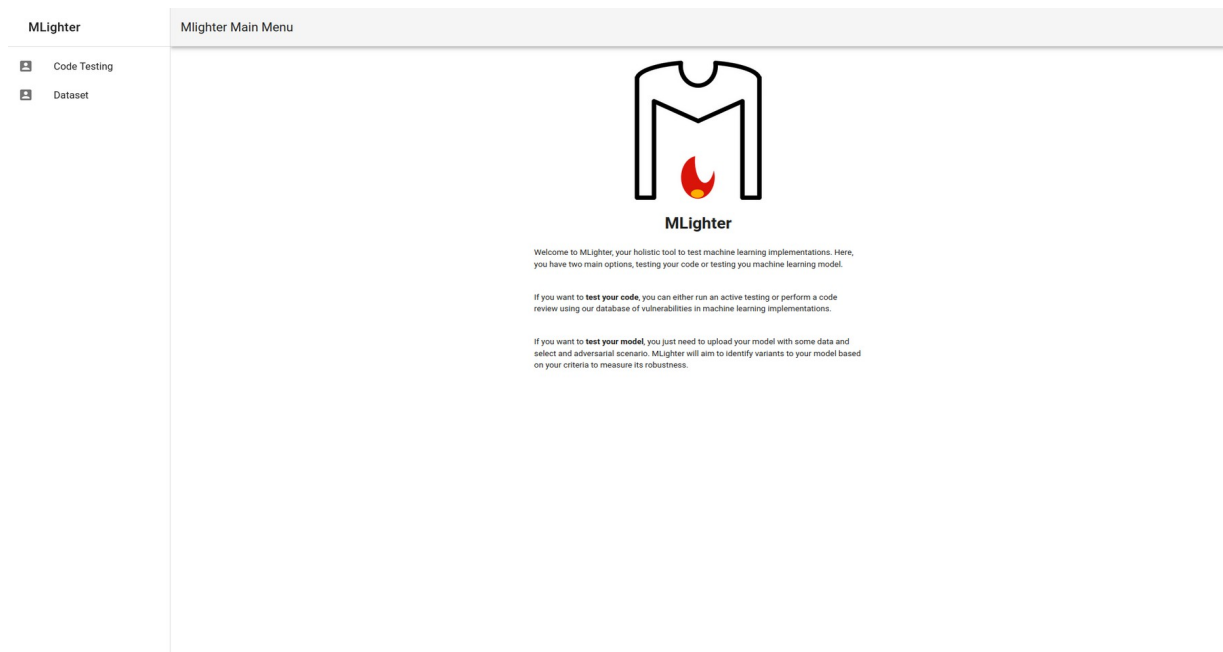 MLighter
Mlighter Main Menu
Code Testing
Dataset
MLighter
Welcome to MLighter, your holistic tool to test machine learning implementations. Here,
you have two main options, testing your code or testing you machine learning model.
If you want to test your code, you can either run an active testing or perform a code
review using our database of vulnerabilities in machine learning implementations.
If you want to test your model, you just need to upload your model with some data and
select and adversarial scenario. MLighter will aim to identify variants to your model based
on your criteria to measure its robustness.